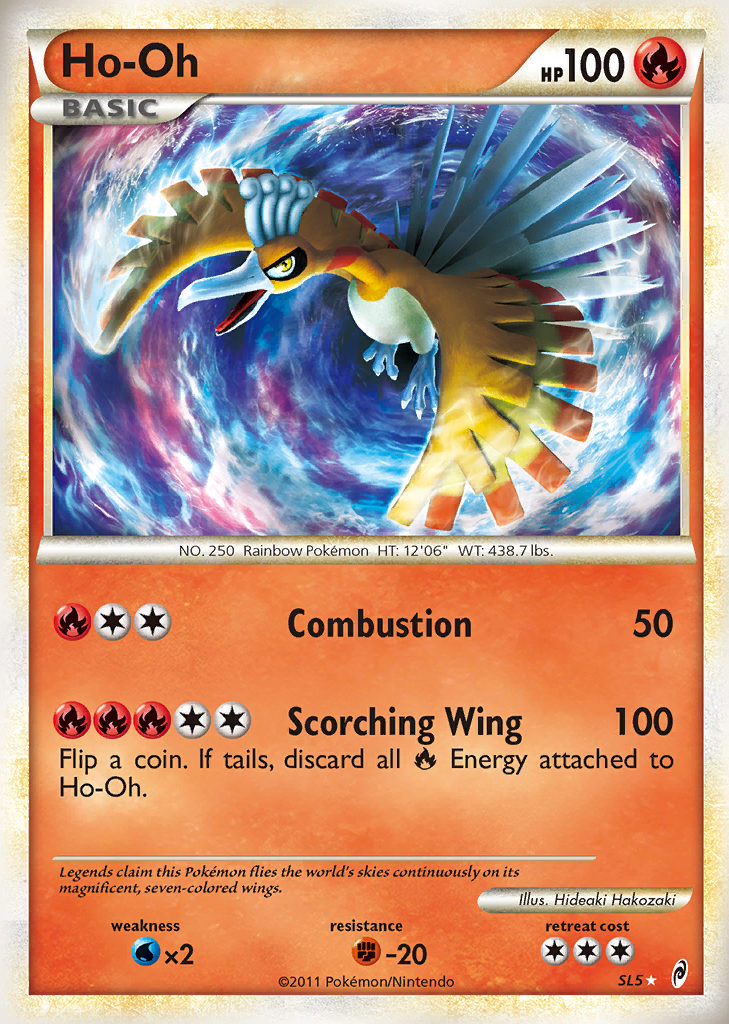 Ho-Oh
HP100
BASIC
NO. 250 Rainbow Pokémon HT: 12'06" WT: 438.7 lbs.
Combustion 50
Scorching Wing 100
Flip a coin. If tails, discard all Energy attached to
Ho-Oh.
Legends claim this Pokémon flies the world's skies continuously on its
magnificent, seven-colored wings.
Illus. Hideaki Hakozaki
weakness resistance retreat cost
×2 -20
SL5
©2011 Pokémon/Nintendo